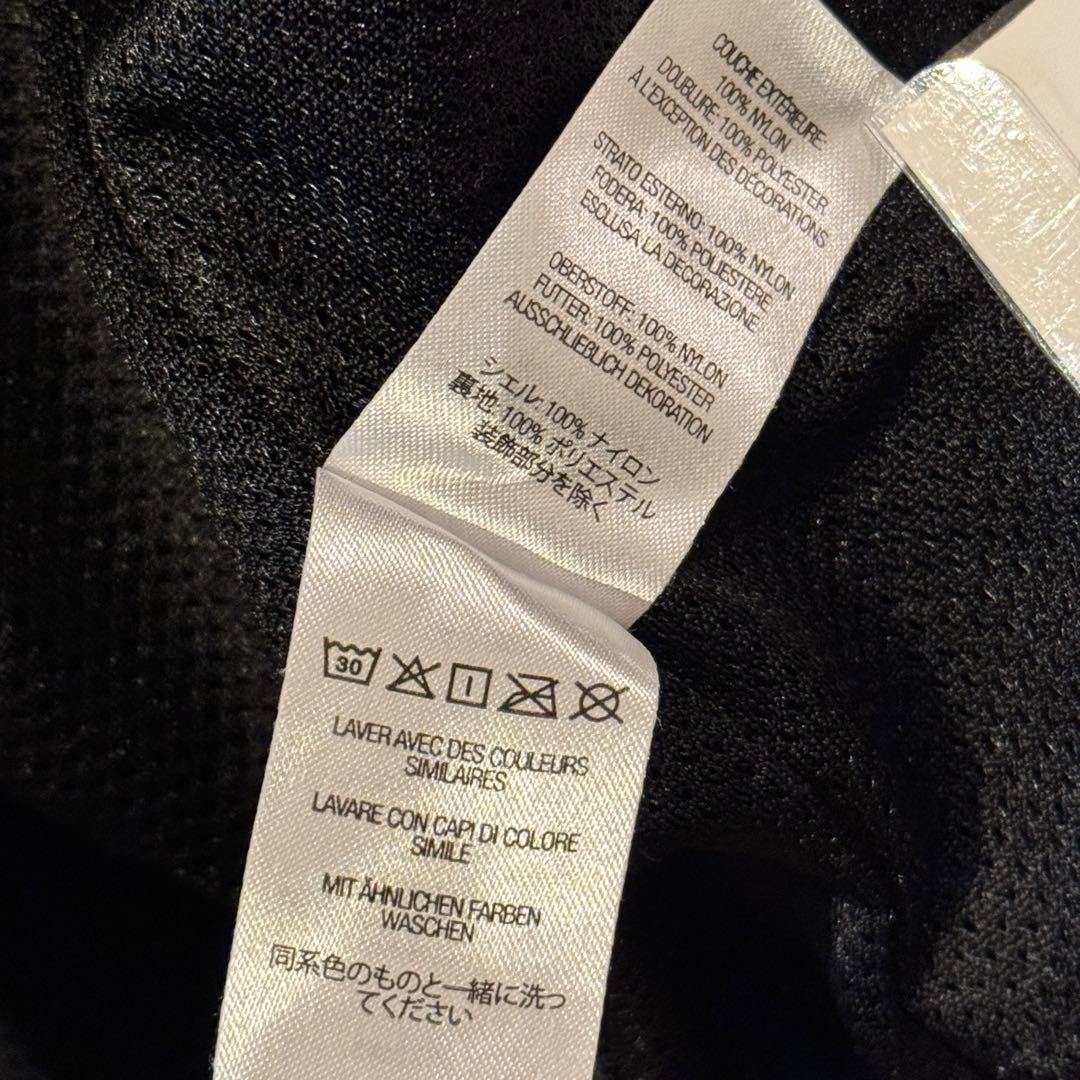 COUCHE EXTÉRIEURE
100% NYLON
DOUBLURE: 100% POLYESTER
À L'EXCEPTION DES DÉCORATIONS
STRATO ESTERNO: 100% NYLON
FODERA: 100% POLIESTERE
ESCLUSA LA DECORAZIONE
OBERSTOFF: 100% NYLON
FUTTER: 100% POLYESTER
AUSSCHLIEßLICH DEKORATION
シェル: 100% ナイロン
裏地: 100% ポリエステル
装飾部分を除く
30
LAVER AVEC DES COULEURS
SIMILAIRES
LAVARE CON CAPI DI COLORE
SIMILE
MIT ÄHNLICHEN FARBEN
WASCHEN
同系色のものと一緒に洗っ
てください